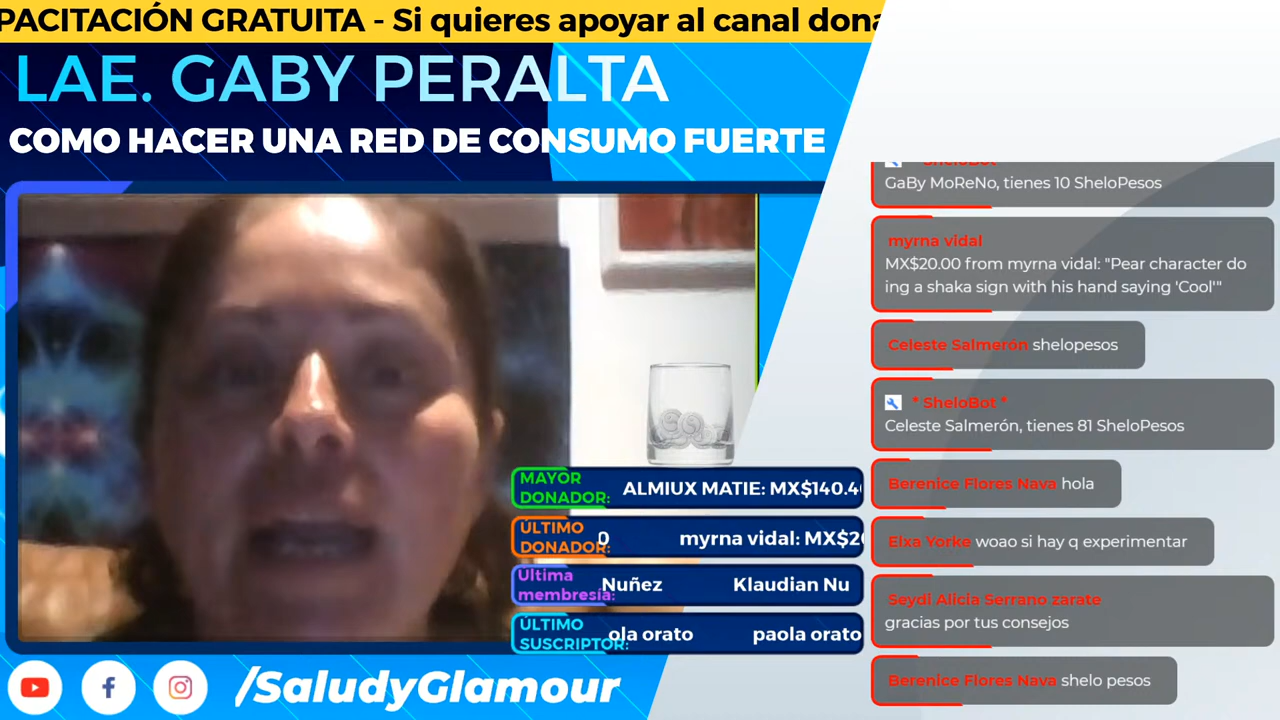 PACITACIÓN GRATUITA - Si quieres apoyar al canal dona
LAE. GABY PERALTA
COMO HACER UNA RED DE CONSUMO FUERTE
MAYOR
DONADOR:
ALMIUX MATIE: MX$140.4
ÚLTIMO
DONADOR:
0 myrna vidal: MX$20
Última
membresía:
Nuñez Klaudian Nu
ÚLTIMO
SUSCRIPTOR:
ola orato paola orato
/SaludyGlamour
* SheloBot *
GaBy MoReNo, tienes 10 SheloPesos
myrna vidal
MX$20.00 from myrna vidal: "Pear character do
ing a shaka sign with his hand saying 'Cool'"
Celeste Salmerón shelopesos
* SheloBot *
Celeste Salmerón, tienes 81 SheloPesos
Berenice Flores Nava hola
Elxa Yorke woao si hay q experimentar
Seydi Alicia Serrano zarate
gracias por tus consejos
Berenice Flores Nava shelo pesos